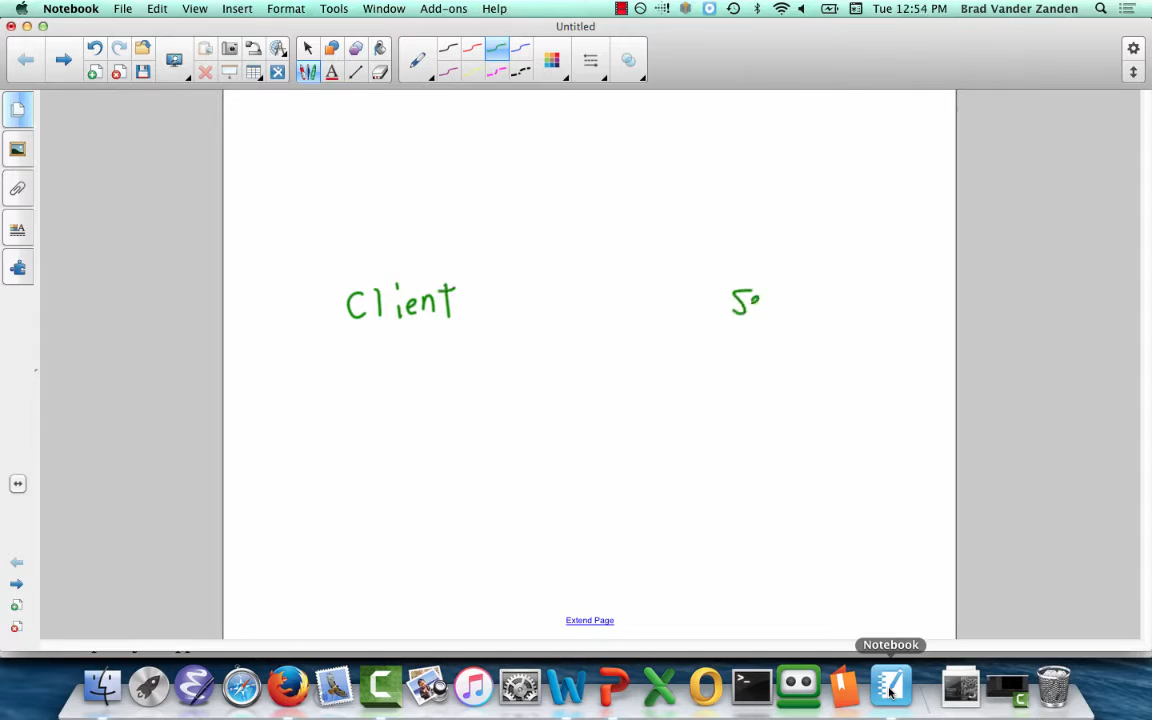 Notebook File Edit View Insert Format Tools Window Add-ons Help Tue 12:54 PM Brad Vander Zanden
Untitled
Client
Extend Page
Notebook